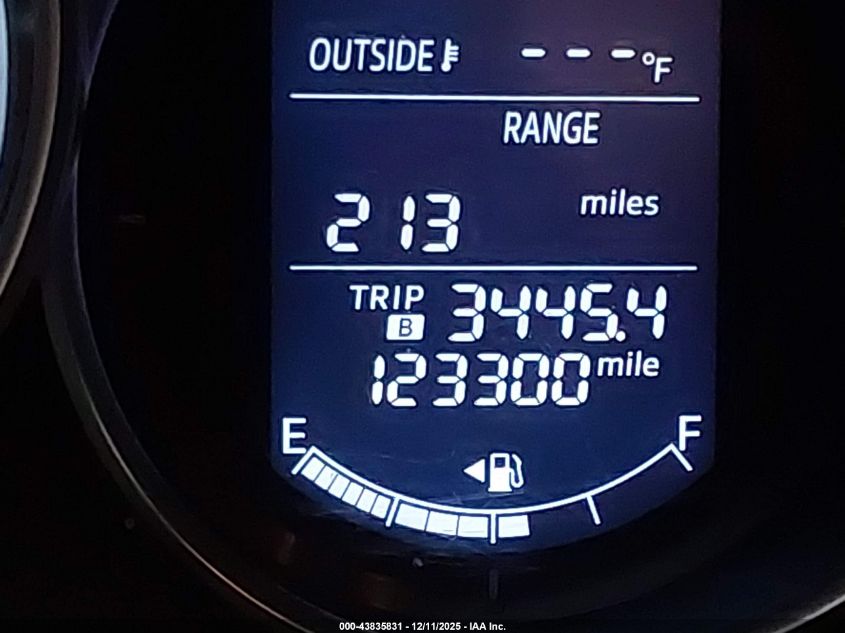 OUTSIDE ---°F
RANGE
213 miles
TRIP B 3445.4
123300 mile
E F
000-43835831 - 12/11/2025 - IAA Inc.